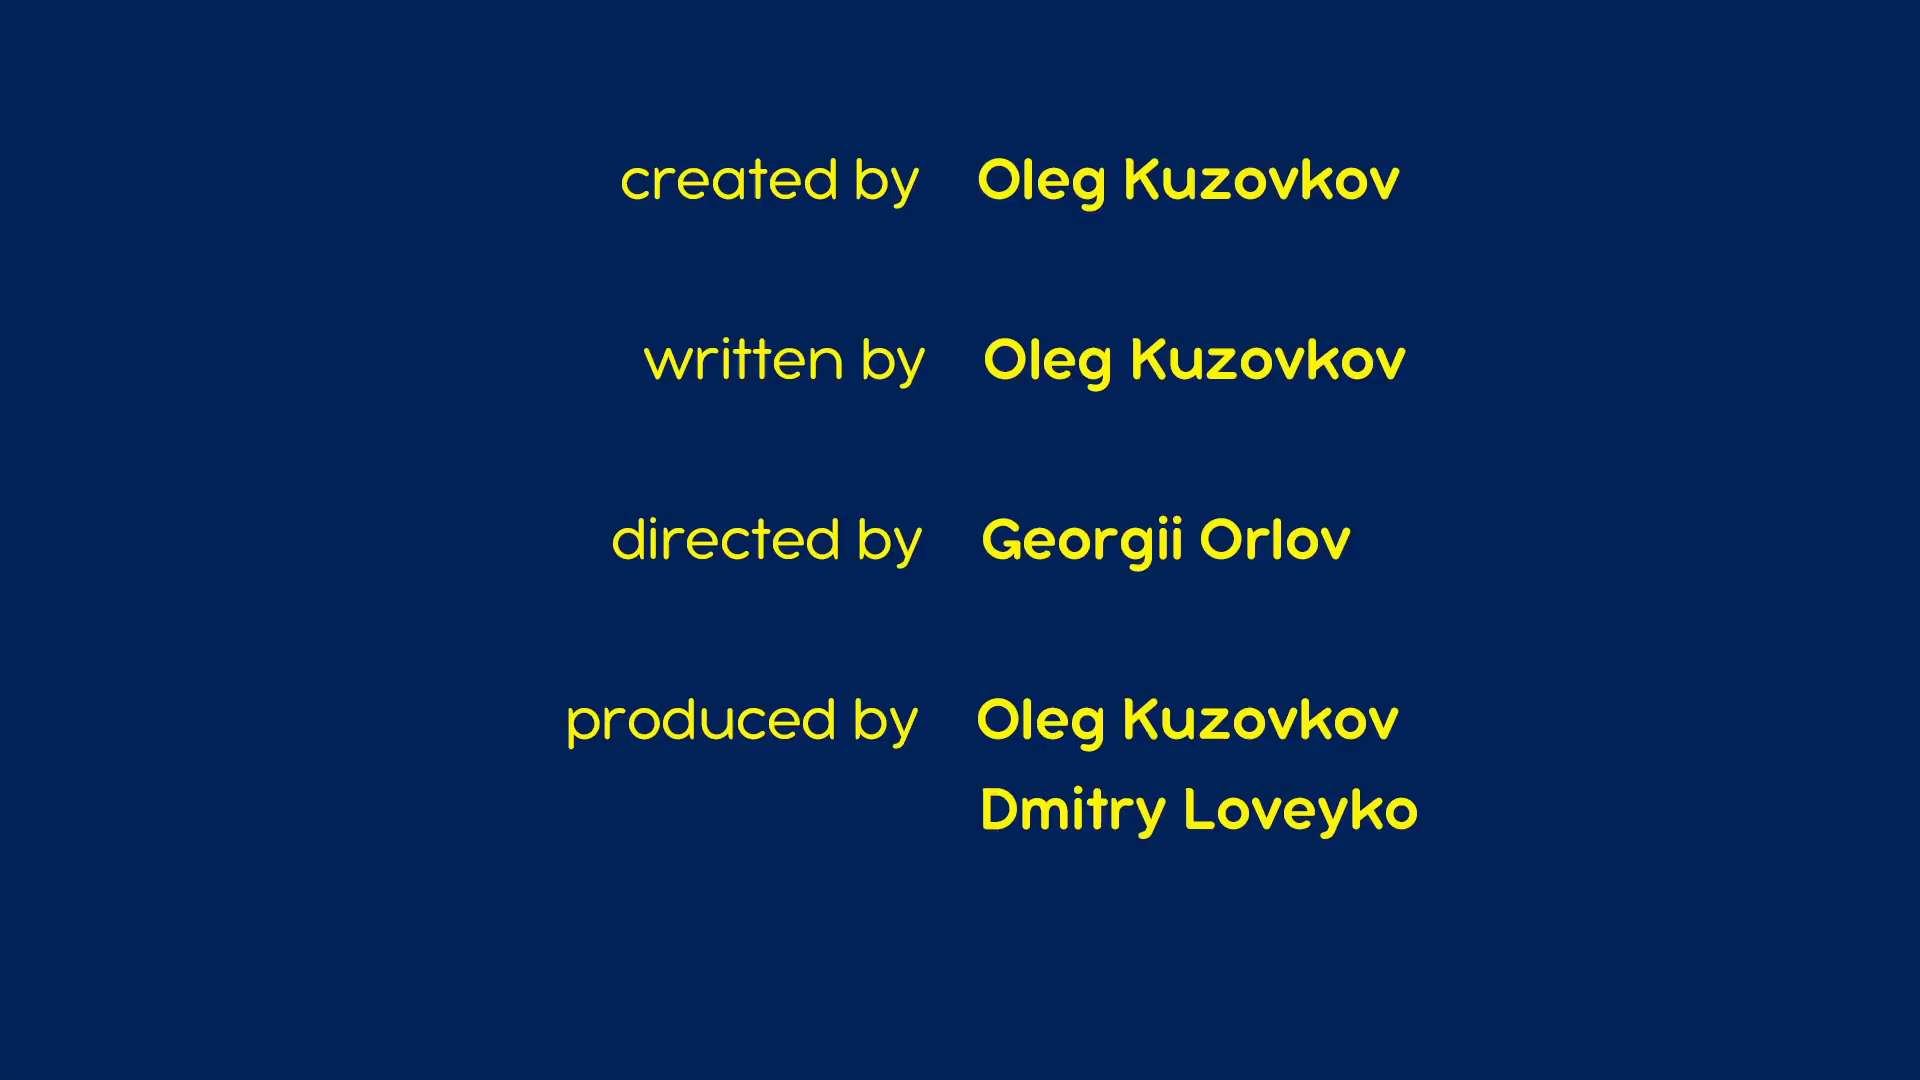 created by Oleg Kuzovkov
written by Oleg Kuzovkov
directed by Georgii Orlov
produced by Oleg Kuzovkov
Dmitry Loveyko